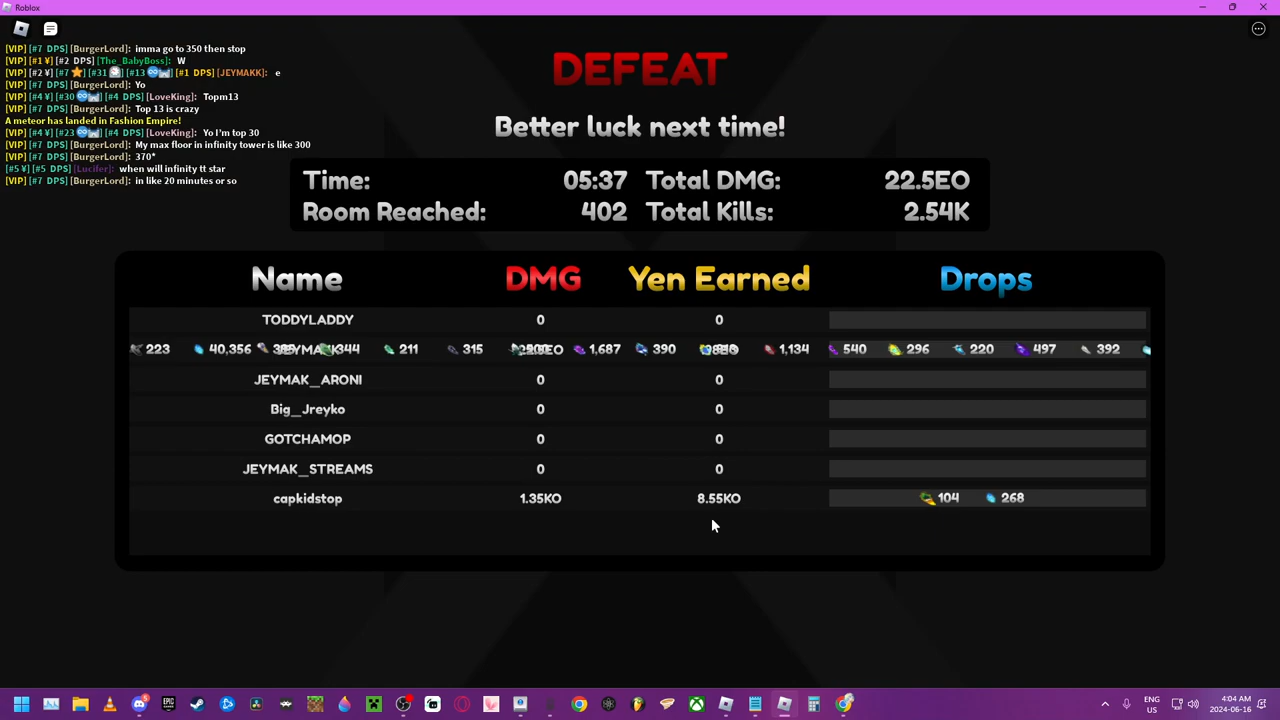 Roblox
[VIP] [#7 DPS] [BurgerLord]: imma go to 350 then stop
[VIP] [#1 ¥] [#2 DPS] [The_BabyBoss]: W
[VIP] [#2 ¥] [#7 ⭐] [#31] [#13] [#1 DPS] [JEYMAKK]: e
[VIP] [#7 DPS] [BurgerLord]: Yo
[VIP] [#4 ¥] [#30] [#4 DPS] [LoveKing]: Topm13
[VIP] [#7 DPS] [BurgerLord]: Top 13 is crazy
A meteor has landed in Fashion Empire!
[VIP] [#4 ¥] [#23] [#4 DPS] [LoveKing]: Yo I'm top 30
[VIP] [#7 DPS] [BurgerLord]: My max floor in infinity tower is like 300
[VIP] [#7 DPS] [BurgerLord]: 370*
[#5 ¥] [#5 DPS] [Lucifer]: when will infinity tt star
[VIP] [#7 DPS] [BurgerLord]: in like 20 minutes or so
DEFEAT
Better luck next time!
Time: 05:37 Total DMG: 22.5EO
Room Reached: 402 Total Kills: 2.54K
Name DMG Yen Earned Drops
TODDYLADDY 0 0
223 40,356 344 211 315 1,687 390 1,134 540 296 220 497 392
JEYMAK_ARONI 0 0
Big_Jreyko 0 0
GOTCHAMOP 0 0
JEYMAK_STREAMS 0 0
capkidstop 1.35KO 8.55KO 104 268
ENG
US
4:04 AM
2024-06-16